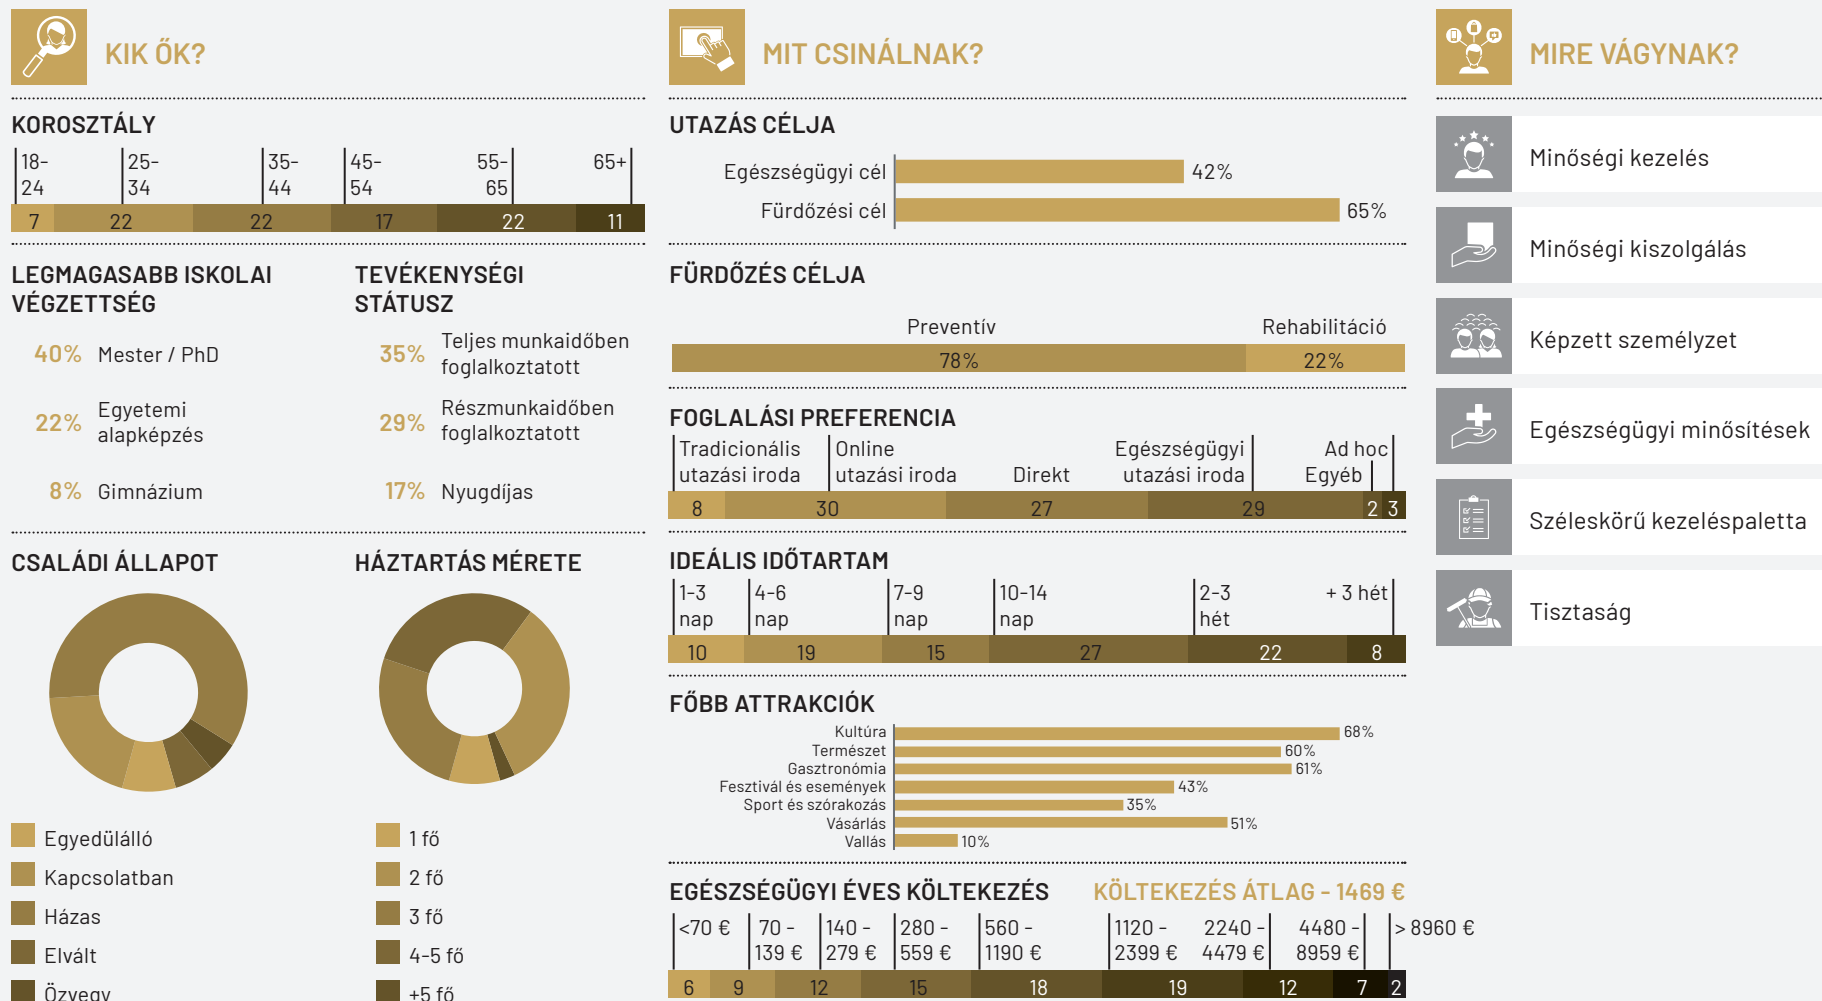 KIK ŐK?
KOROSZTÁLY
18-
24
25-
34
35-
44
45-
54
55-
65
65+
7 22 22 17 22 11
LEGMAGASABB ISKOLAI
VÉGZETTSÉG
40% Mester / PhD
22% Egyetemi
alapképzés
8% Gimnázium
TEVÉKENYSÉGI
STÁTUSZ
35% Teljes munkaidőben
foglalkoztatott
29% Részmunkaidőben
foglalkoztatott
17% Nyugdíjas
CSALÁDI ÁLLAPOT
Egyedülálló
Kapcsolatban
Házas
Elvált
Özvegy
HÁZTARTÁS MÉRETE
1 fő
2 fő
3 fő
4-5 fő
+5 fő
MIT CSINÁLNAK?
UTAZÁS CÉLJA
Egészségügyi cél 42%
Fürdőzési cél 65%
FÜRDŐZÉS CÉLJA
Preventív Rehabilitáció
78% 22%
FOGLALÁSI PREFERENCIA
Tradicionális
utazási iroda
Online
utazási iroda
Direkt
Egészségügyi
utazási iroda
Egyéb
Ad hoc
8 30 27 29 2 3
IDEÁLIS IDŐTARTAM
1-3
nap
4-6
nap
7-9
nap
10-14
nap
2-3
hét
+ 3 hét
10 19 15 27 22 8
FŐBB ATTRAKCIÓK
Kultúra 68%
Természet 60%
Gasztronómia 61%
Fesztivál és események 43%
Sport és szórakozás 35%
Vásárlás 51%
Vallás 10%
EGÉSZSÉGÜGYI ÉVES KÖLTEKEZÉS KÖLTEKEZÉS ÁTLAG - 1469 €
<70 €
70 -
139 €
140 -
279 €
280 -
559 €
560 -
1190 €
1120 -
2399 €
2240 -
4479 €
4480 -
8959 €
> 8960 €
6 9 12 15 18 19 12 7 2
MIRE VÁGYNAK?
Minőségi kezelés
Minőségi kiszolgálás
Képzett személyzet
Egészségügyi minősítések
Széleskörű kezeléspaletta
Tisztaság